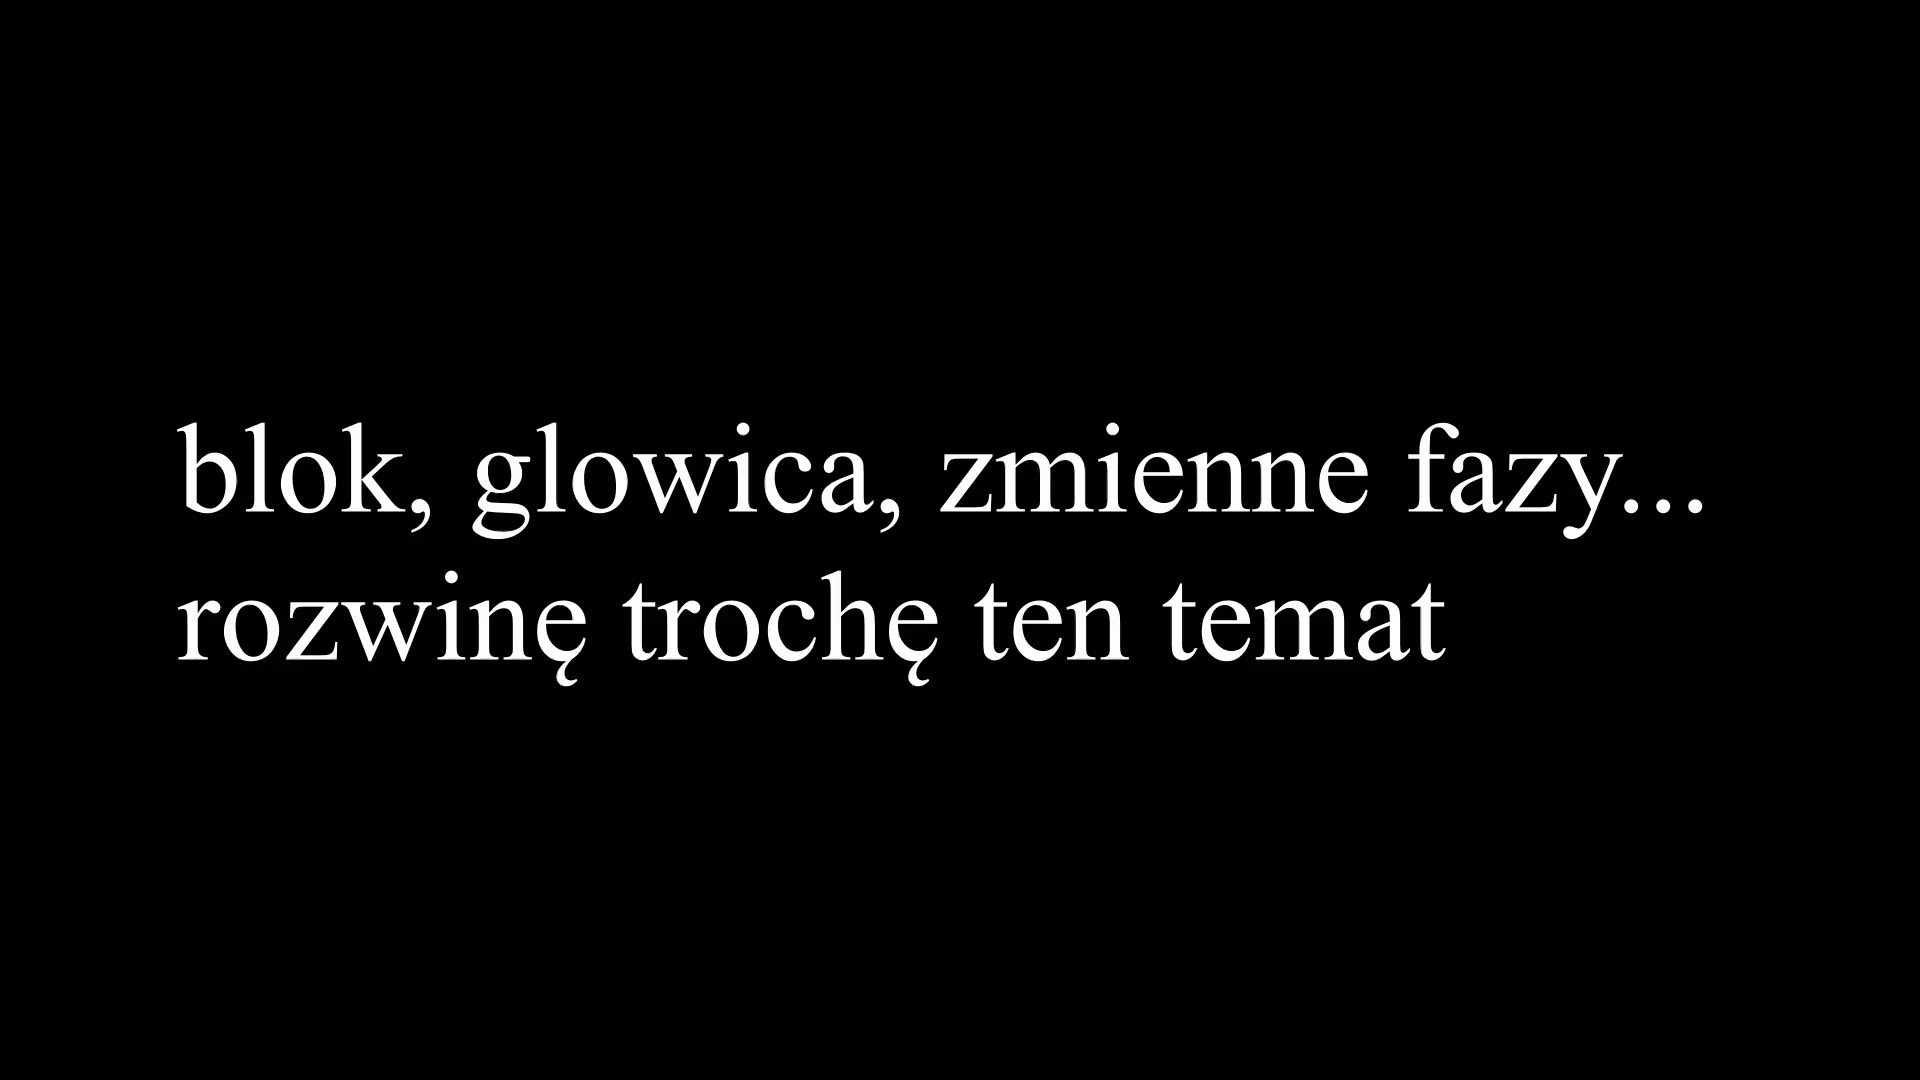 blok, glowica, zmienne fazy...
rozwinę trochę ten temat